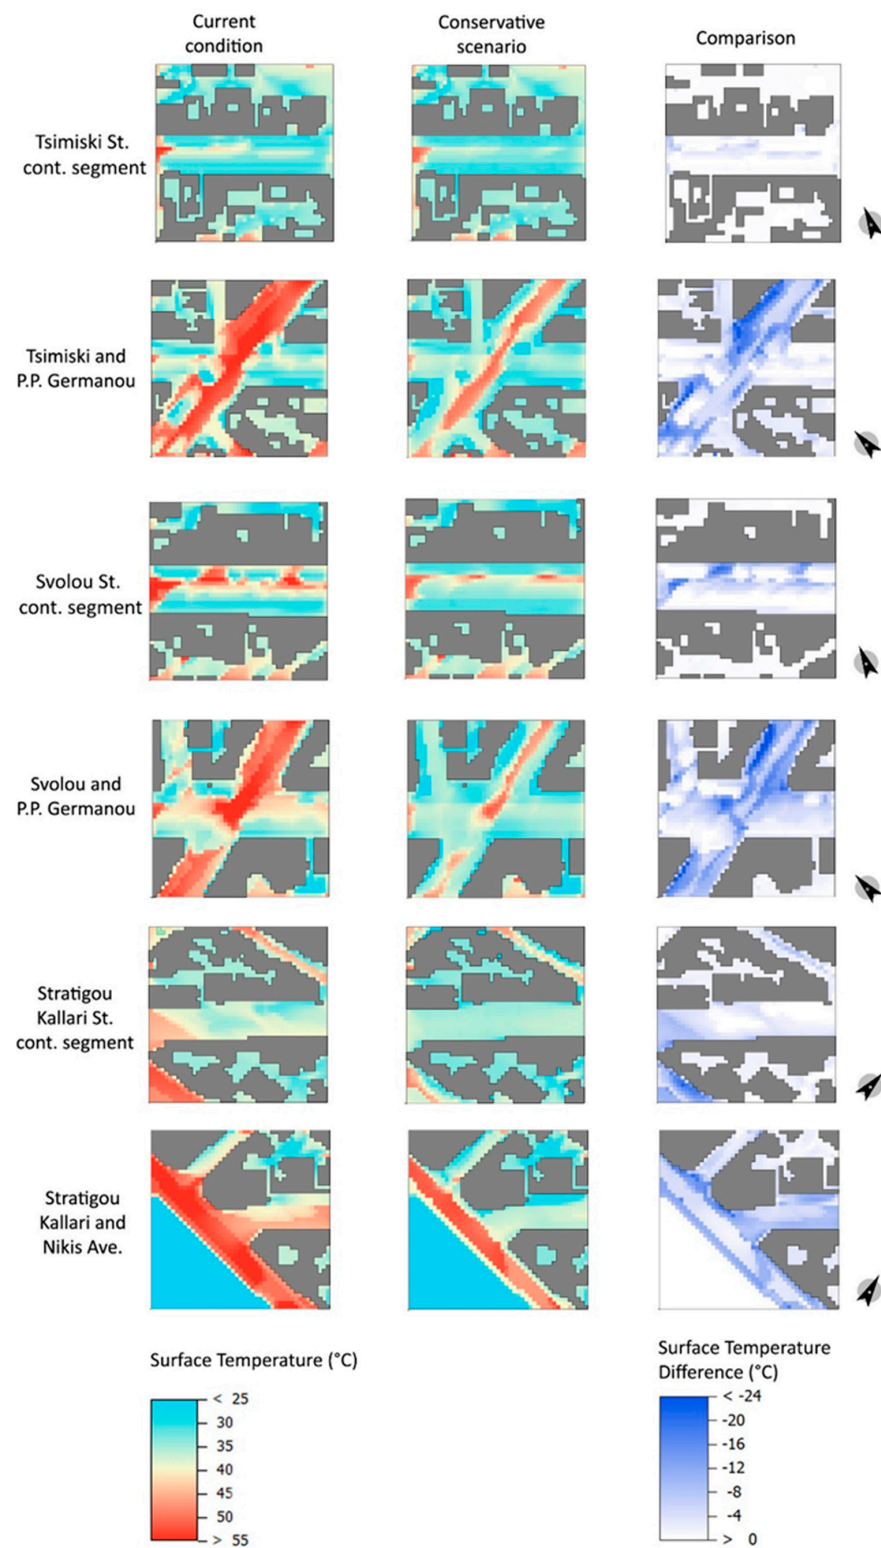 Current
condition
Conservative
scenario
Comparison
Tsimiski St.
cont. segment
Tsimiski and
P.P. Germanou
Svolou St.
cont. segment
Svolou and
P.P. Germanou
Stratigou
Kallari St.
cont. segment
Stratigou
Kallari and
Nikis Ave.
Surface Temperature (°C)
< 25
30
35
40
45
50
> 55
Surface Temperature
Difference (°C)
< -24
-20
-16
-12
-8
-4
> 0